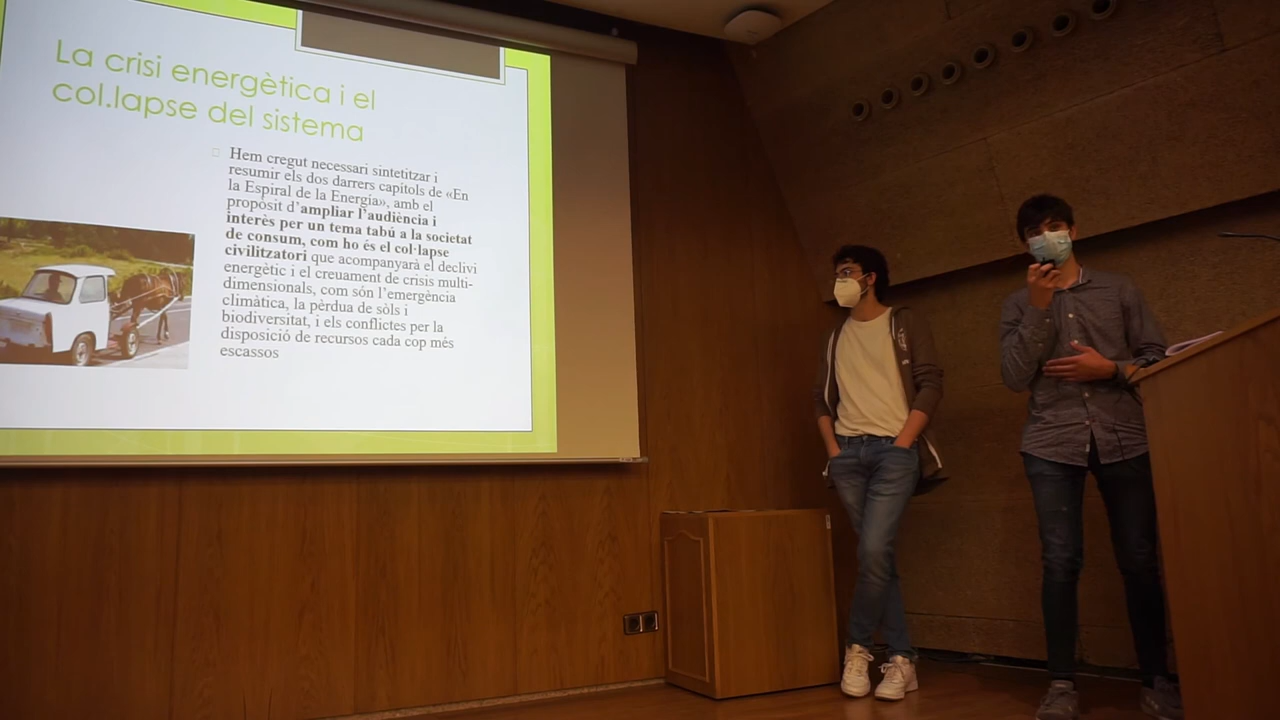 La crisi energètica i el
col.lapse del sistema
Hem cregut necessari sintetitzar i
resumir els dos darrers capítols de «En
la Espiral de la Energía», amb el
propòsit d'ampliar l'audiència i
interès per un tema tabú a la societat
de consum, com ho és el col·lapse
civilitzatori que acompanyarà el declivi
energètic i el creuament de crisis multi-
dimensionals, com són l'emergència
climàtica, la pèrdua de sòls i
biodiversitat, i els conflictes per la
disposició de recursos cada cop més
escassos